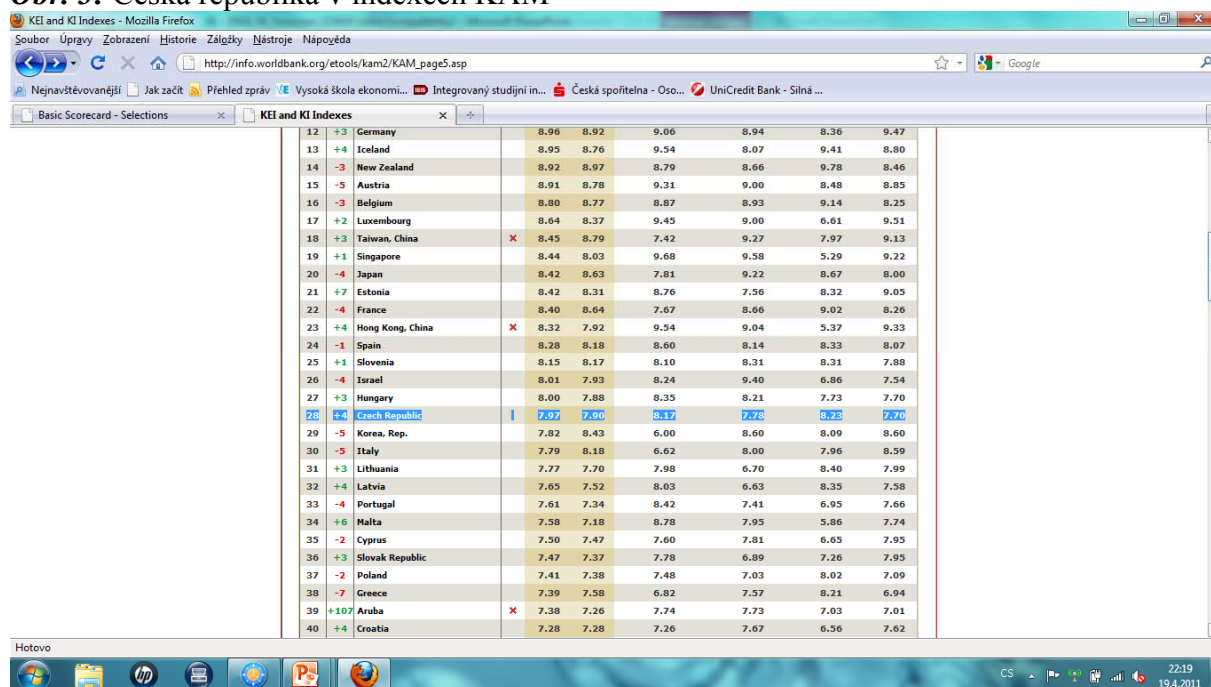 Obr. 3: Česká republika v indexech KAM
KEI and KI Indexes - Mozilla Firefox
Soubor Úpravy Zobrazení Historie Záložky Nástroje Nápověda
http://info.worldbank.org/etools/kam2/KAM_page5.asp Google
Nejnavštěvovanější Jak začít Přehled zpráv Vysoká škola ekonomi... Integrovaný studijní in... Česká spořitelna - Oso... UniCredit Bank - Silná ...
Basic Scorecard - Selections KEI and KI Indexes
12 +3 Germany 8.96 8.92 9.06 8.94 8.36 9.47
13 +4 Iceland 8.95 8.76 9.54 8.07 9.41 8.80
14 -3 New Zealand 8.92 8.97 8.79 8.66 9.78 8.46
15 -5 Austria 8.91 8.78 9.31 9.00 8.48 8.85
16 -3 Belgium 8.80 8.77 8.87 8.93 9.14 8.25
17 +2 Luxembourg 8.64 8.37 9.45 9.00 6.61 9.51
18 +3 Taiwan, China 8.45 8.79 7.42 9.27 7.97 9.13
19 +1 Singapore 8.44 8.03 9.68 9.58 5.29 9.22
20 -4 Japan 8.42 8.63 7.81 9.22 8.67 8.00
21 +7 Estonia 8.42 8.31 8.76 7.56 8.32 9.05
22 -4 France 8.40 8.64 7.67 8.66 9.02 8.26
23 +4 Hong Kong, China 8.32 7.92 9.54 9.04 5.37 9.33
24 -1 Spain 8.28 8.18 8.60 8.14 8.33 8.07
25 +1 Slovenia 8.15 8.17 8.10 8.31 8.31 7.88
26 -4 Israel 8.01 7.93 8.24 9.40 6.86 7.54
27 +3 Hungary 8.00 7.88 8.35 8.21 7.73 7.70
28 +4 Czech Republic 7.97 7.90 8.17 7.78 8.23 7.70
29 -5 Korea, Rep. 7.82 8.43 6.00 8.60 8.09 8.60
30 -5 Italy 7.79 8.18 6.62 8.00 7.96 8.59
31 +3 Lithuania 7.77 7.70 7.98 6.70 8.40 7.99
32 +4 Latvia 7.65 7.52 8.03 6.63 8.35 7.58
33 -4 Portugal 7.61 7.34 8.42 7.41 6.95 7.66
34 +6 Malta 7.58 7.18 8.78 7.95 5.86 7.74
35 -2 Cyprus 7.50 7.47 7.60 7.81 6.65 7.95
36 +3 Slovak Republic 7.47 7.37 7.78 6.89 7.26 7.95
37 -2 Poland 7.41 7.38 7.48 7.03 8.02 7.09
38 -7 Greece 7.39 7.58 6.82 7.57 8.21 6.94
39 +107 Aruba 7.38 7.26 7.74 7.73 7.03 7.01
40 +4 Croatia 7.28 7.28 7.26 7.67 6.56 7.62
Hotovo
CS 22:19
19.4.2011